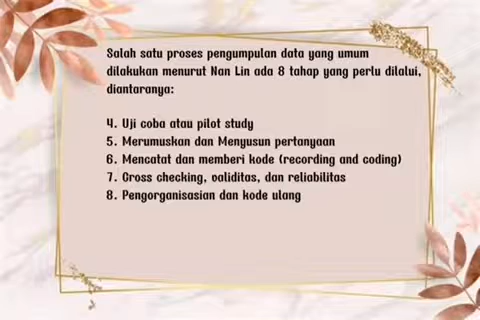 Salah satu proses pengumpulan data yang umum
dilakukan menurut Nan Lin ada 8 tahap yang perlu dilalui,
diantaranya:
4. Uji coba atau pilot study
5. Merumuskan dan Menyusun pertanyaan
6. Mencatat dan memberi kode (recording and coding)
7. Cross checking, validitas, dan reliabilitas
8. Pengorganisasian dan kode ulang